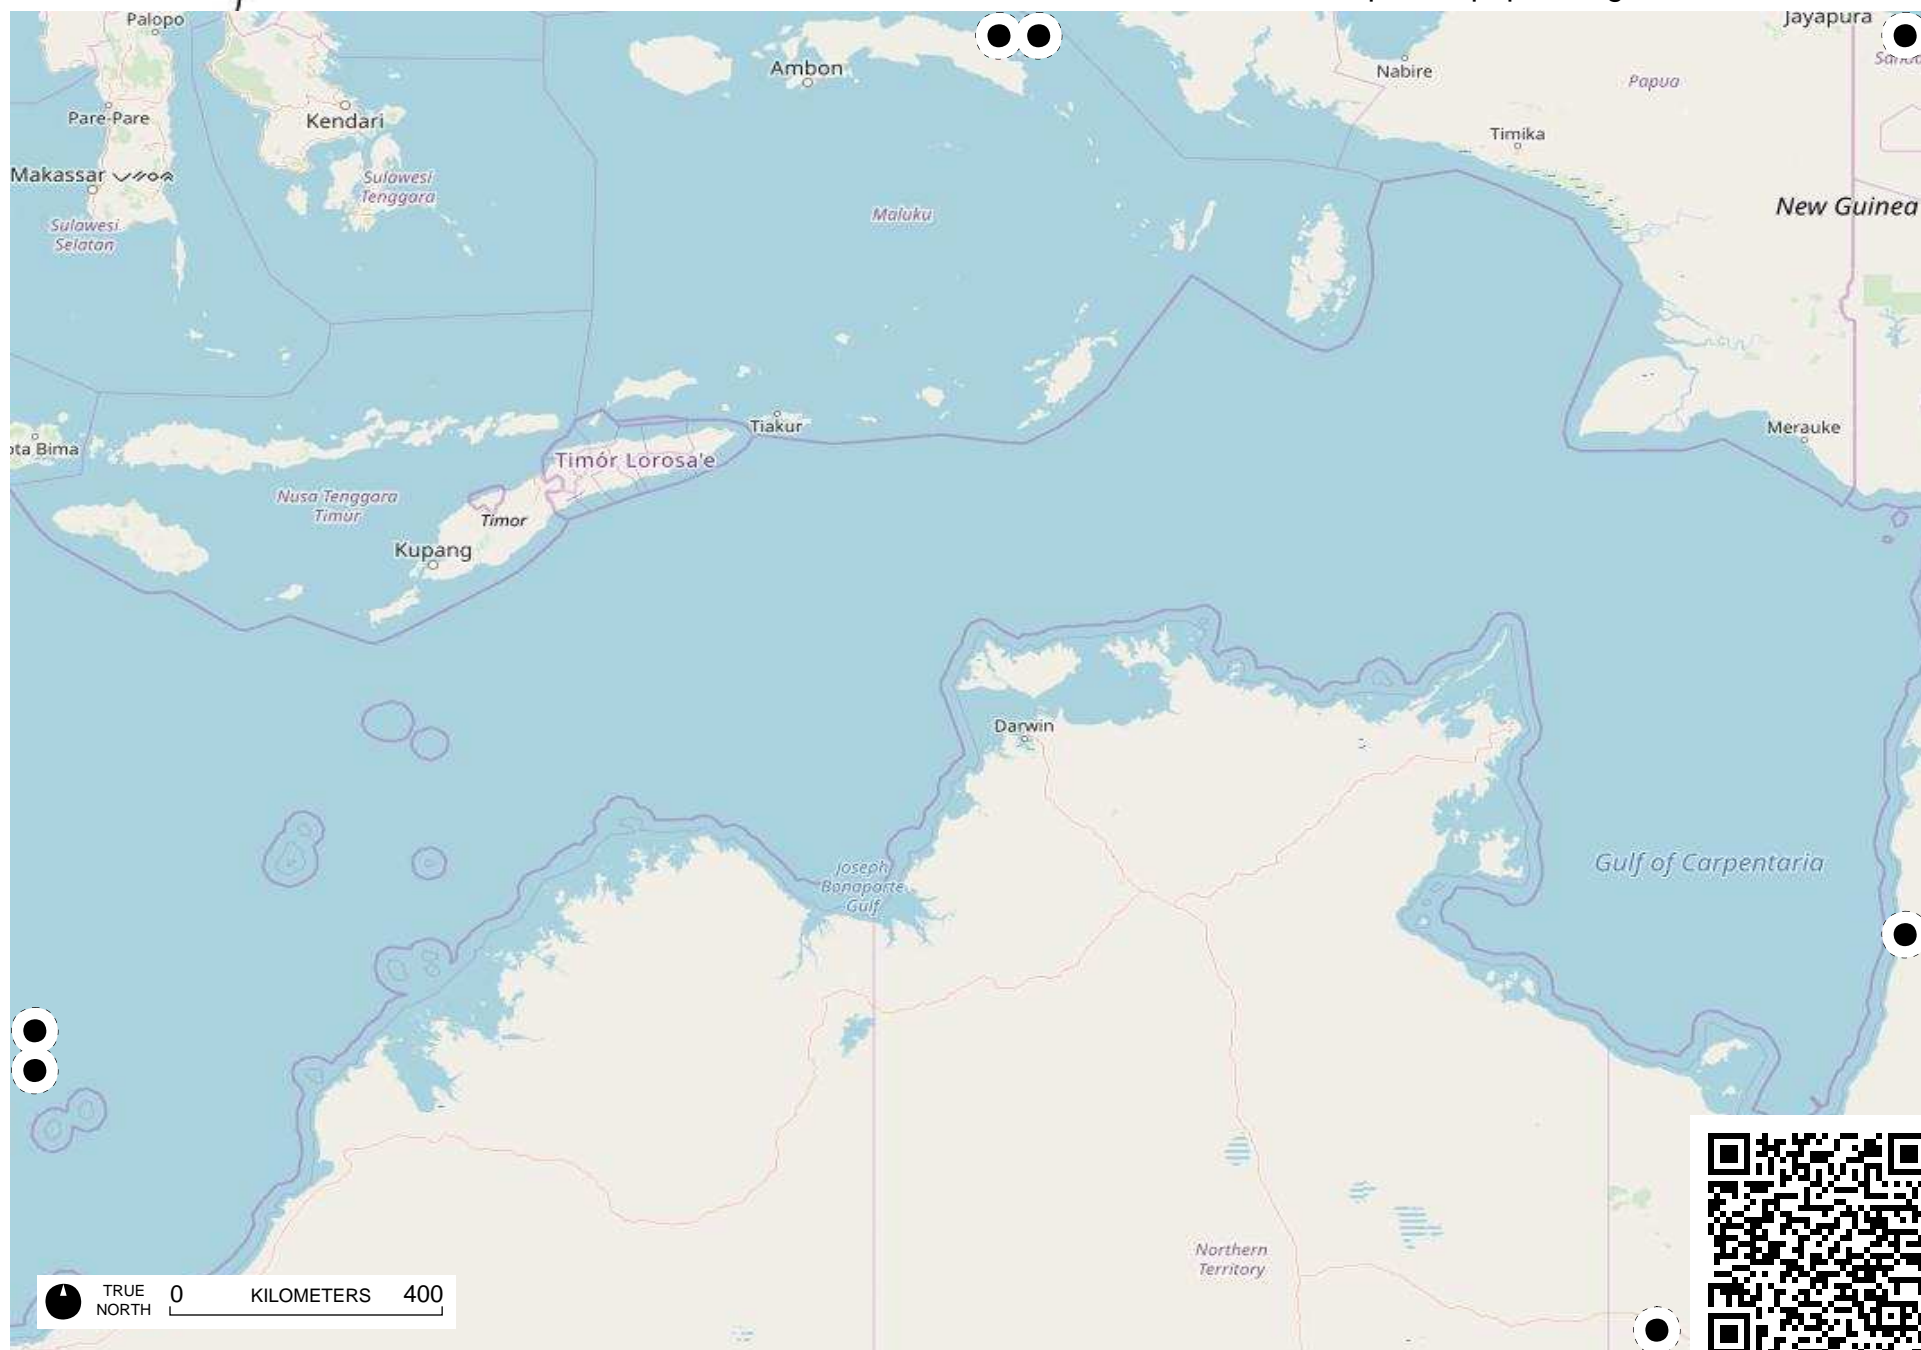 Palopo
Jayapura
Ambon
Nabire
Papua
Pare-Pare
Kendari
Timika
Makassar
Sulawesi
Tenggara
New Guinea
Maluku
Sulawesi
Selatan
Tiakur
Merauke
ota Bima
Timór Lorosa'e
Nusa Tenggara
Timur
Timor
Kupang
Darwin
Joseph
Bonaparte
Gulf
Gulf of Carpentaria
Northern
Territory
TRUE
NORTH
0 KILOMETERS 400